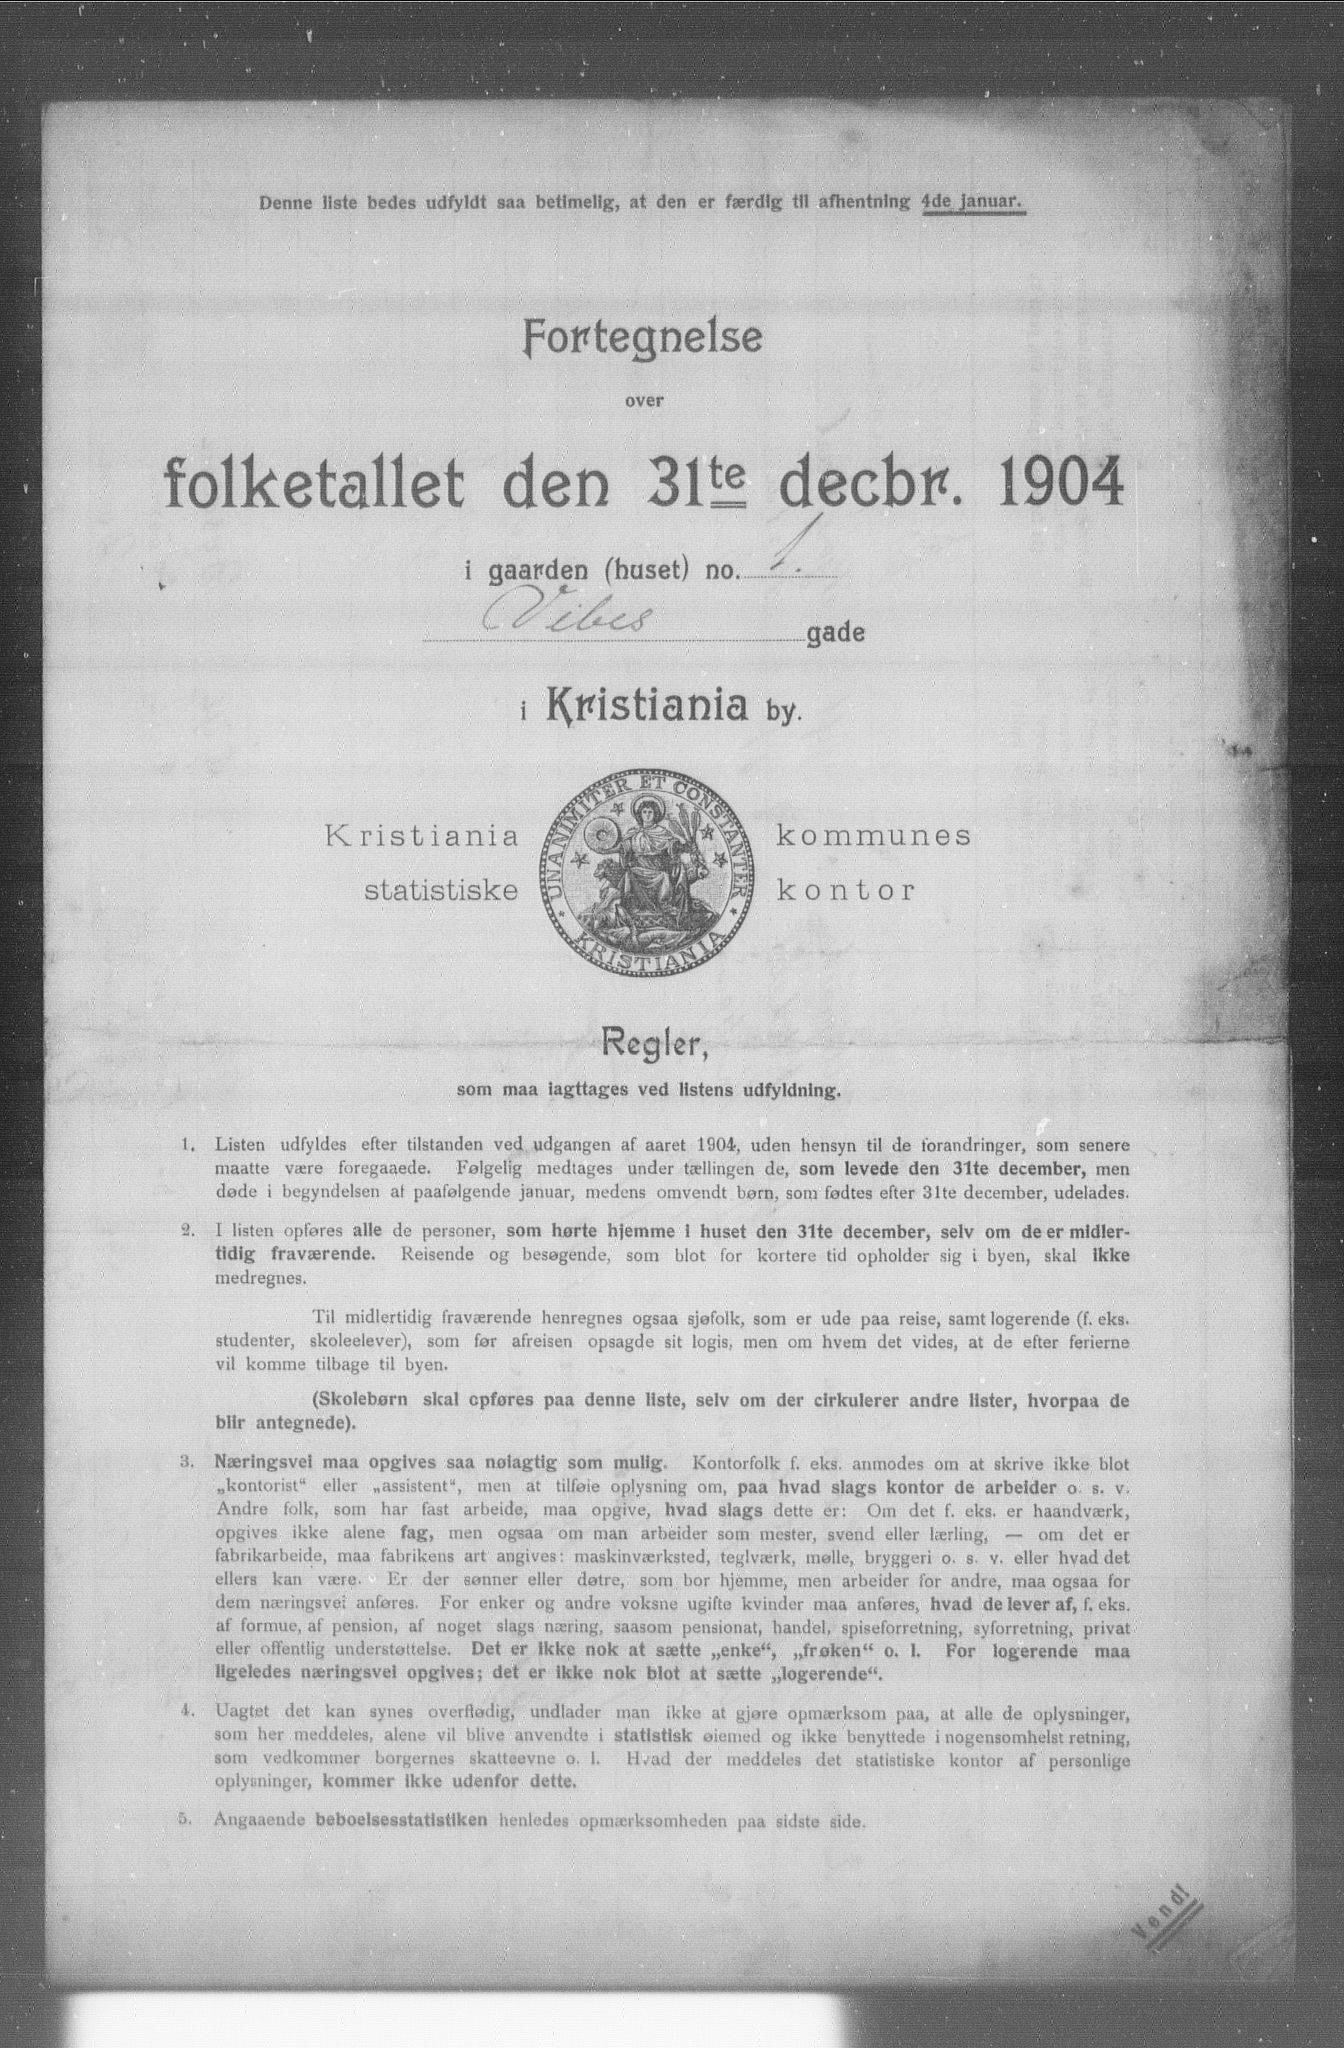 Denne liste bedes udfyldt saa betimelig, at den er færdig til afhentning 4de januar.
Fortegnelse
over
folketallet den 31te decbr. 1904
i gaarden (huset) no. 1.
Vibes gade
i Kristiania by.
Kristiania kommunes
statistiske kontor
UNANIMITER ET CONSTANTER
KRISTIANIA
Regler,
som maa iagttages ved listens udfyldning.
1. Listen udfyldes efter tilstanden ved udgangen af aaret 1904, uden hensyn til de forandringer, som senere
maatte være foregaaede. Følgelig medtages under tællingen de, som levede den 31te december, men
døde i begyndelsen af paafølgende januar, medens omvendt børn, som fødtes efter 31te december, udelades.
2. I listen opføres alle de personer, som hørte hjemme i huset den 31te december, selv om de er midler-
tidig fraværende. Reisende og besøgende, som blot for kortere tid opholder sig i byen, skal ikke
medregnes.
Til midlertidig fraværende henregnes ogsaa sjøfolk, som er ude paa reise, samt logerende (f. eks.
studenter, skoleelever), som før afreisen opsagde sit logis, men om hvem det vides, at de efter ferierne
vil komme tilbage til byen.
(Skolebørn skal opføres paa denne liste, selv om der cirkulerer andre lister, hvorpaa de
blir antegnede).
3. Næringsvei maa opgives saa nøiagtig som mulig. Kontorfolk f. eks. anmodes om at skrive ikke blot
„kontorist“ eller „assistent“, men at tilføie oplysning om, paa hvad slags kontor de arbeider o. s. v.
Andre folk, som har fast arbeide, maa opgive, hvad slags dette er: Om det f. eks. er haandværk,
opgives ikke alene fag, men ogsaa om man arbeider som mester, svend eller lærling, — om det er
fabrikarbeide, maa fabrikens art angives: maskinværksted, teglværk, mølle, bryggeri o. s. v. eller hvad det
ellers kan være. Er der sønner eller døtre, som bor hjemme, men arbeider for andre, maa ogsaa for
dem næringsvei anføres. For enker og andre voksne ugifte kvinder maa anføres, hvad de lever af, f. eks.
af formue, af pension, af noget slags næring, saasom pensionat, handel, spiseforretning, syforretning, privat
eller offentlig understøttelse. Det er ikke nok at sætte „enke“, „frøken“ o. l. For logerende maa
ligeledes næringsvei opgives; det er ikke nok blot at sætte „logerende“.
4. Uagtet det kan synes overflødig, undlader man ikke at gjøre opmærksom paa, at alle de oplysninger,
som her meddeles, alene vil blive anvendte i statistisk øiemed og ikke benyttede i nogensomhelst retning,
som vedkommer borgernes skatteevne o. l. Hvad der meddeles det statistiske kontor af personlige
oplysninger, kommer ikke udenfor dette.
5. Angaaende beboelsesstatistiken henledes opmærksomheden paa sidste side.
Vend!